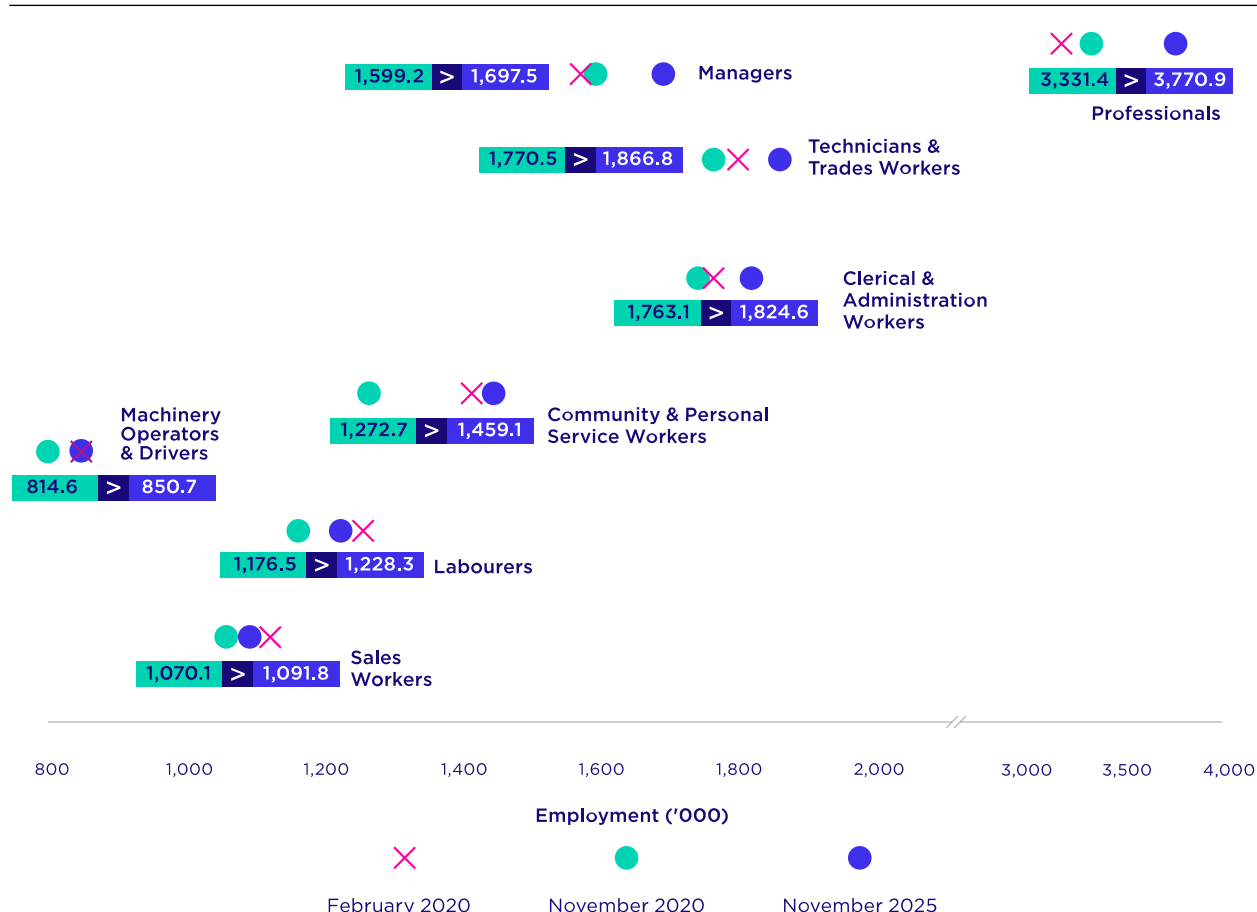 1,599.2 > 1,697.5 Managers
3,331.4 > 3,770.9
Professionals
1,770.5 > 1,866.8
Technicians &
Trades Workers
1,763.1 > 1,824.6
Clerical &
Administration
Workers
1,272.7 > 1,459.1
Community & Personal
Service Workers
Machinery
Operators
& Drivers
814.6 > 850.7
1,176.5 > 1,228.3 Labourers
1,070.1 > 1,091.8
Sales
Workers
800 1,000 1,200 1,400 1,600 1,800 2,000 3,000 3,500 4,000
Employment ('000)
February 2020 November 2020 November 2025